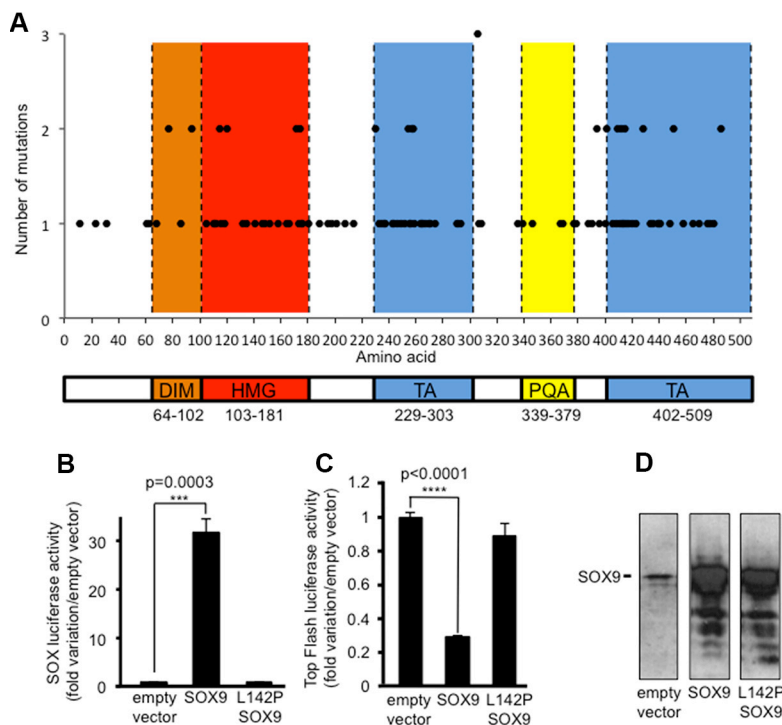 A
Number of mutations
3
2
1
0
0 20 40 60 80 100 120 140 160 180 200 220 240 260 280 300 320 340 360 380 400 420 440 460 480 500
Amino acid
DIM HMG TA PQA TA
64-102 103-181 229-303 339-379 402-509
B
p=0.0003
***
SOX luciferase activity
(fold variation/empty vector)
30
20
10
0
empty
vector
SOX9
L142P
SOX9
C
p<0.0001
****
Top Flash luciferase activity
(fold variation/empty vector)
1.2
1
0.8
0.6
0.4
0.2
0
empty
vector
SOX9
L142P
SOX9
D
SOX9
empty
vector
SOX9
L142P
SOX9